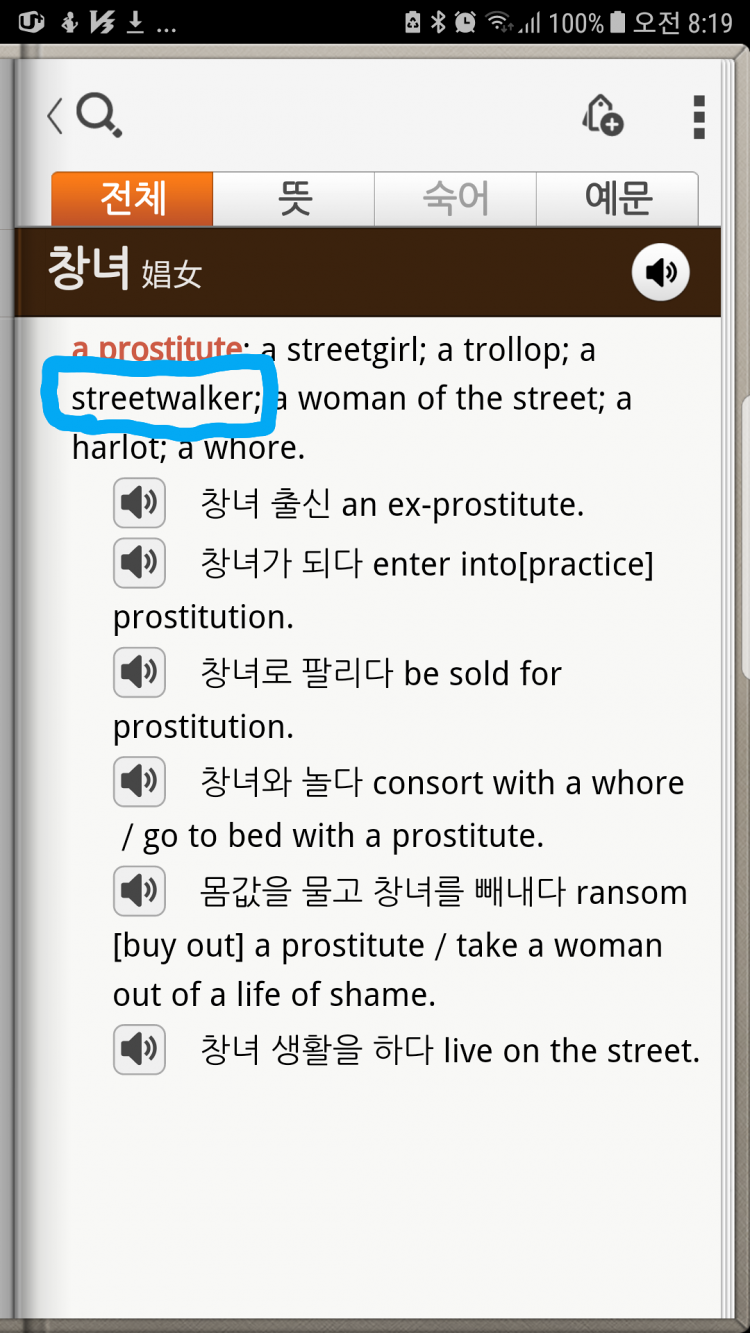 ... 100% 오전 8:19
전체 뜻 숙어 예문
창녀 娼女
a prostitute; a streetgirl; a trollop; a
streetwalker; a woman of the street; a
harlot; a whore.
창녀 출신 an ex-prostitute.
창녀가 되다 enter into[practice]
prostitution.
창녀로 팔리다 be sold for
prostitution.
창녀와 놀다 consort with a whore
/ go to bed with a prostitute.
몸값을 물고 창녀를 빼내다 ransom
[buy out] a prostitute / take a woman
out of a life of shame.
창녀 생활을 하다 live on the street.